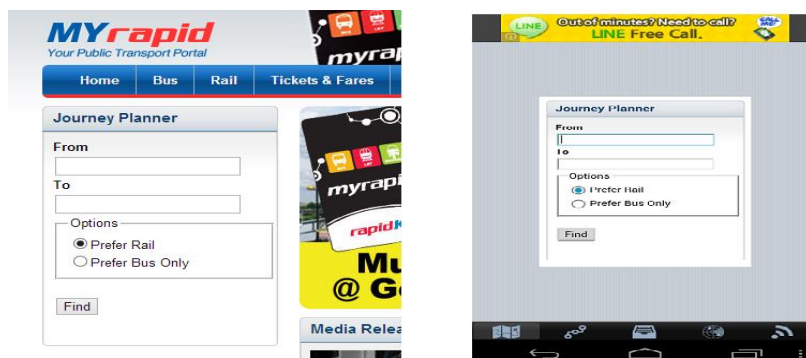 MYrapid
Your Public Transport Portal
myrap
Home Bus Rail Tickets & Fares
Journey Planner
From
To
Options
Prefer Rail
Prefer Bus Only
Find
myrapi
rapid
Mu
@ G
Media Relea
LINE
Out of minutes? Need to call?
LINE Free Call.
Journey Planner
From
To
Options
Prefer Rail
Prefer Bus Only
Find